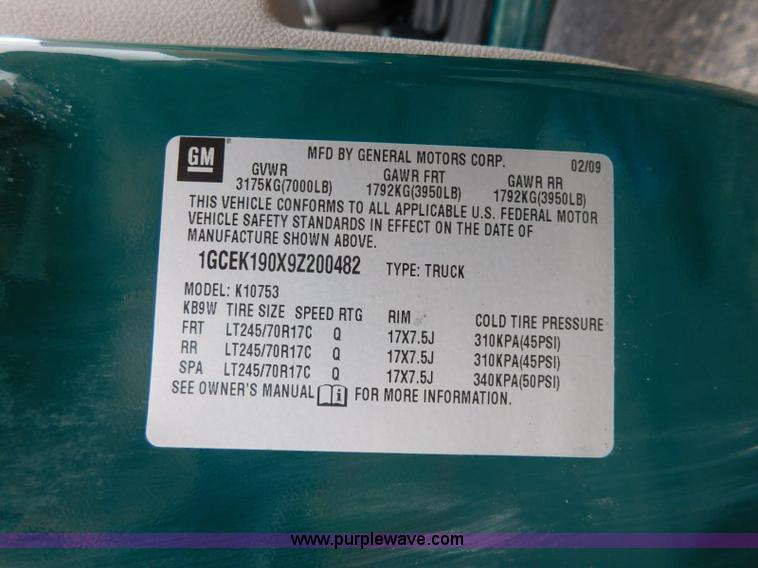 GM
MFD BY GENERAL MOTORS CORP. 02/09
GVWR GAWR FRT GAWR RR
3175KG(7000LB) 1792KG(3950LB) 1792KG(3950LB)
THIS VEHICLE CONFORMS TO ALL APPLICABLE U.S. FEDERAL MOTOR
VEHICLE SAFETY STANDARDS IN EFFECT ON THE DATE OF
MANUFACTURE SHOWN ABOVE.
1GCEK190X9Z200482 TYPE: TRUCK
MODEL: K10753
KB9W TIRE SIZE SPEED RTG RIM COLD TIRE PRESSURE
FRT LT245/70R17C Q 17X7.5J 310KPA(45PSI)
RR LT245/70R17C Q 17X7.5J 310KPA(45PSI)
SPA LT245/70R17C Q 17X7.5J 340KPA(50PSI)
SEE OWNER'S MANUAL i FOR MORE INFORMATION.
www.purplewave.com